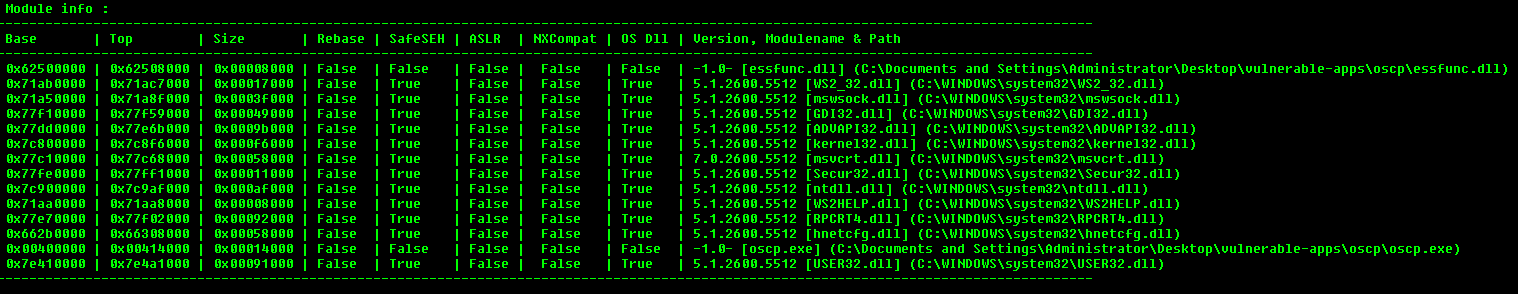 Module info :
Base | Top | Size | Rebase | SafeSEH | ASLR | NXCompat | OS Dll | Version, Modulename & Path
0x62500000 | 0x62508000 | 0x00008000 | False | False | False | False | False | -1.0- [essfunc.dll] (C:\Documents and Settings\Administrator\Desktop\vulnerable-apps\oscp\essfunc.dll)
0x71ab0000 | 0x71ac7000 | 0x00017000 | False | True | False | False | True | 5.1.2600.5512 [WS2_32.dll] (C:\WINDOWS\system32\WS2_32.dll)
0x71a50000 | 0x71a8f000 | 0x0003f000 | False | True | False | False | True | 5.1.2600.5512 [mswsock.dll] (C:\WINDOWS\system32\mswsock.dll)
0x77f10000 | 0x77f59000 | 0x00049000 | False | True | False | False | True | 5.1.2600.5512 [GDI32.dll] (C:\WINDOWS\system32\GDI32.dll)
0x77dd0000 | 0x77e6b000 | 0x0009b000 | False | True | False | False | True | 5.1.2600.5512 [ADVAPI32.dll] (C:\WINDOWS\system32\ADVAPI32.dll)
0x7c800000 | 0x7c8f6000 | 0x000f6000 | False | True | False | False | True | 5.1.2600.5512 [kernel32.dll] (C:\WINDOWS\system32\kernel32.dll)
0x77c10000 | 0x77c68000 | 0x00058000 | False | True | False | False | True | 7.0.2600.5512 [msvcrt.dll] (C:\WINDOWS\system32\msvcrt.dll)
0x77fe0000 | 0x77ff1000 | 0x00011000 | False | True | False | False | True | 5.1.2600.5512 [Secur32.dll] (C:\WINDOWS\system32\Secur32.dll)
0x7c900000 | 0x7c9af000 | 0x000af000 | False | True | False | False | True | 5.1.2600.5512 [ntdll.dll] (C:\WINDOWS\system32\ntdll.dll)
0x71aa0000 | 0x71aa8000 | 0x00008000 | False | True | False | False | True | 5.1.2600.5512 [WS2HELP.dll] (C:\WINDOWS\system32\WS2HELP.dll)
0x77e70000 | 0x77f02000 | 0x00092000 | False | True | False | False | True | 5.1.2600.5512 [RPCRT4.dll] (C:\WINDOWS\system32\RPCRT4.dll)
0x662b0000 | 0x66308000 | 0x00058000 | False | True | False | False | True | 5.1.2600.5512 [hnetcfg.dll] (C:\WINDOWS\system32\hnetcfg.dll)
0x00400000 | 0x00414000 | 0x00014000 | False | False | False | False | False | -1.0- [oscp.exe] (C:\Documents and Settings\Administrator\Desktop\vulnerable-apps\oscp\oscp.exe)
0x7e410000 | 0x7e4a1000 | 0x00091000 | False | True | False | False | True | 5.1.2600.5512 [USER32.dll] (C:\WINDOWS\system32\USER32.dll)